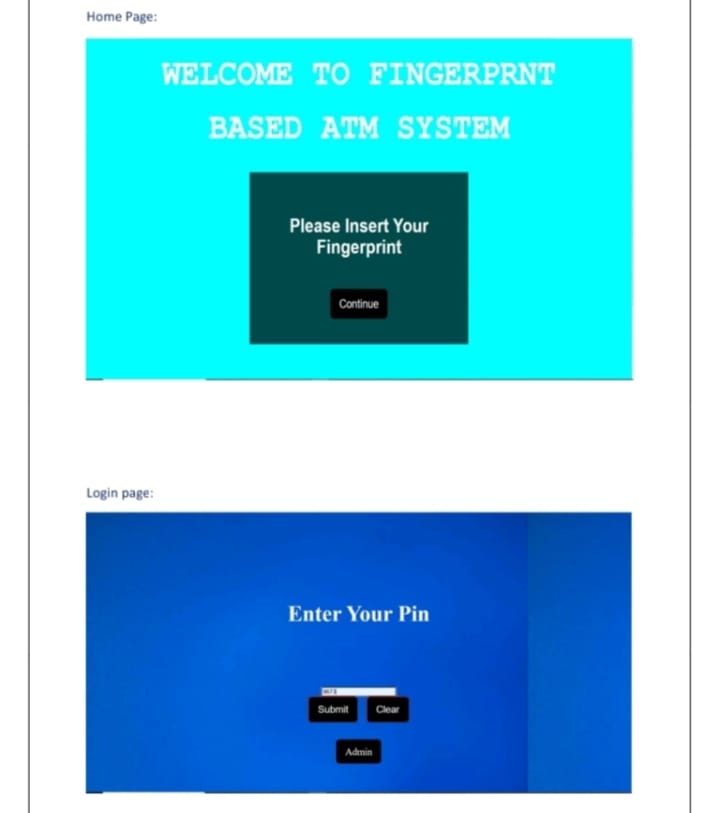 Home Page:
WELCOME TO FINGERPRNT
BASED ATM SYSTEM
Please Insert Your
Fingerprint
Continue
Login page:
Enter Your Pin
Submit Clear
Admin